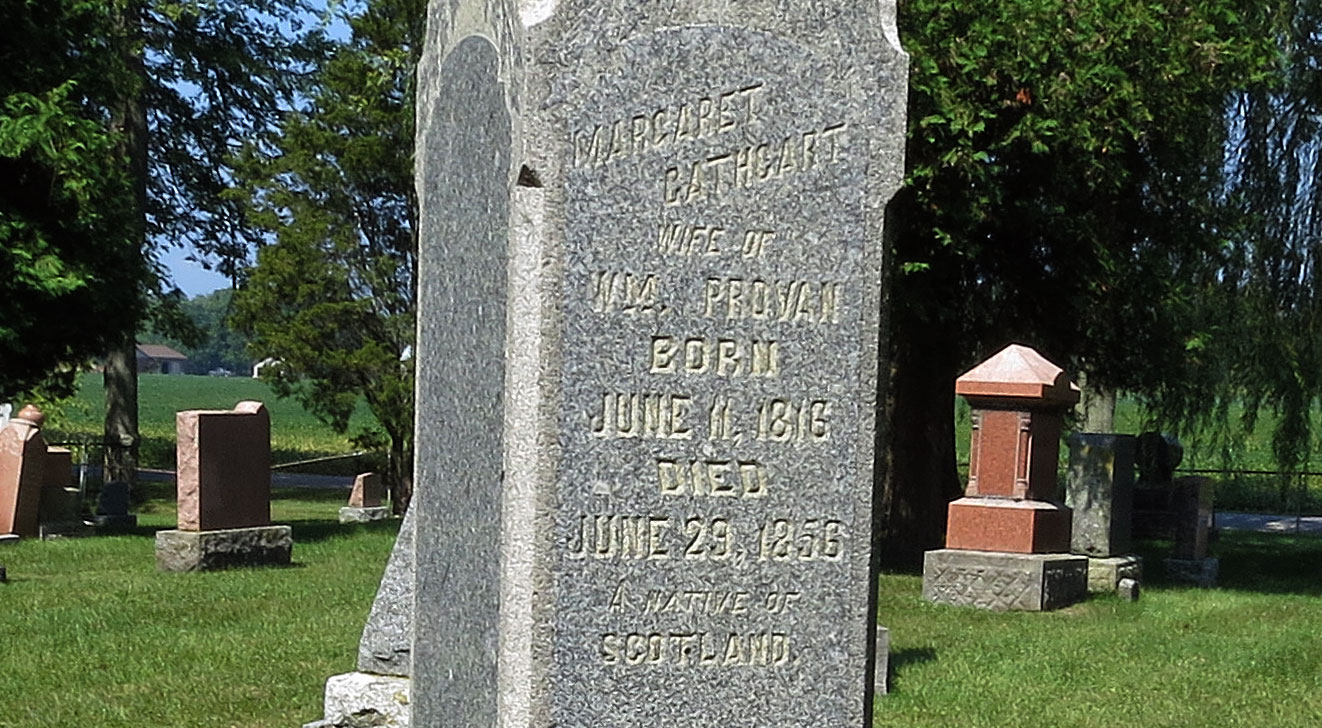 MARGARET
CATHCART
WIFE OF
WM. PROVAN
BORN
JUNE 11, 1816
DIED
JUNE 29, 1856
A NATIVE OF
SCOTLAND.